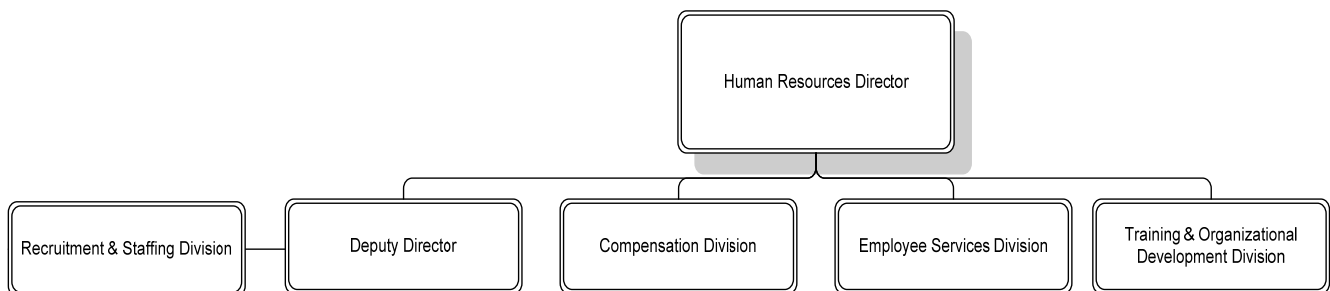 Human Resources Director
Recruitment & Staffing Division
Deputy Director
Compensation Division
Employee Services Division
Training & Organizational
Development Division